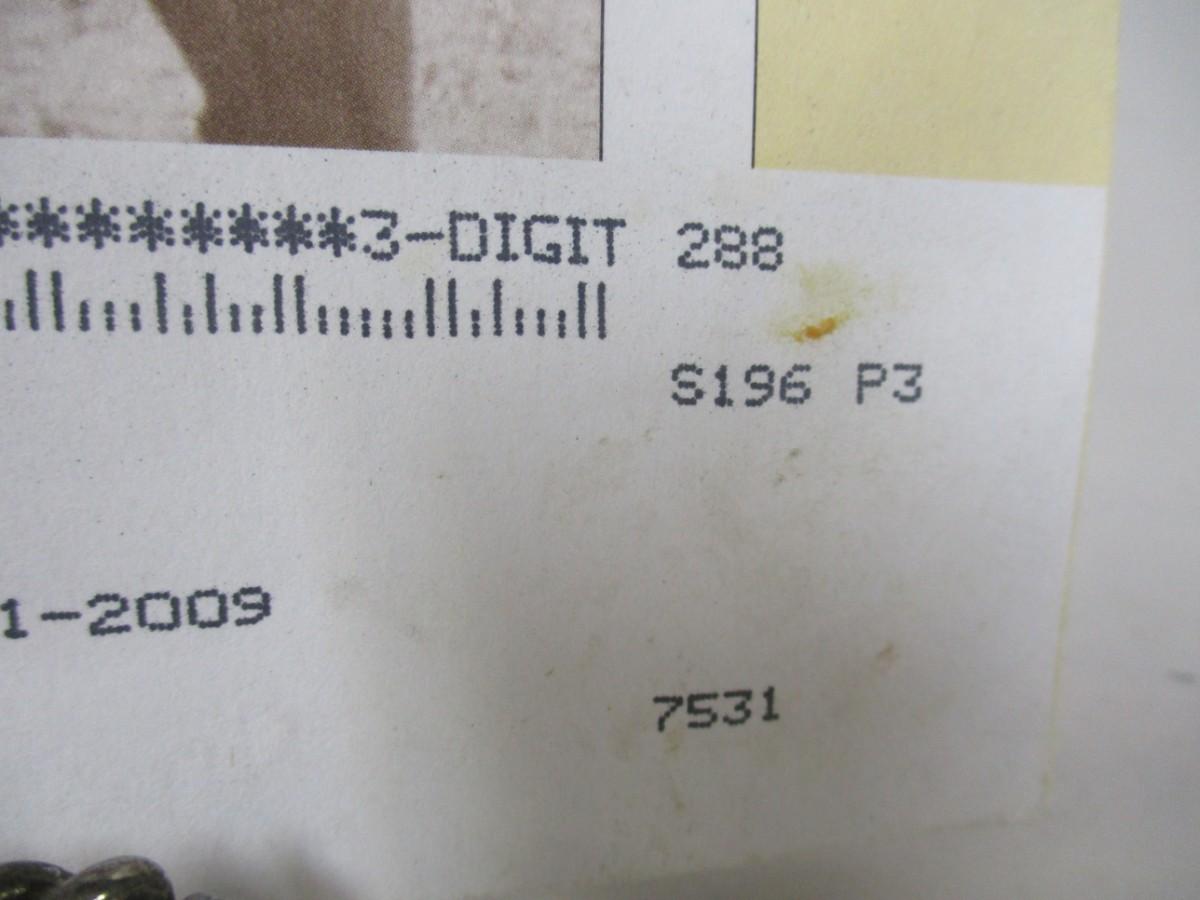 ********3-DIGIT 288
S196 P3
1-2009
7531